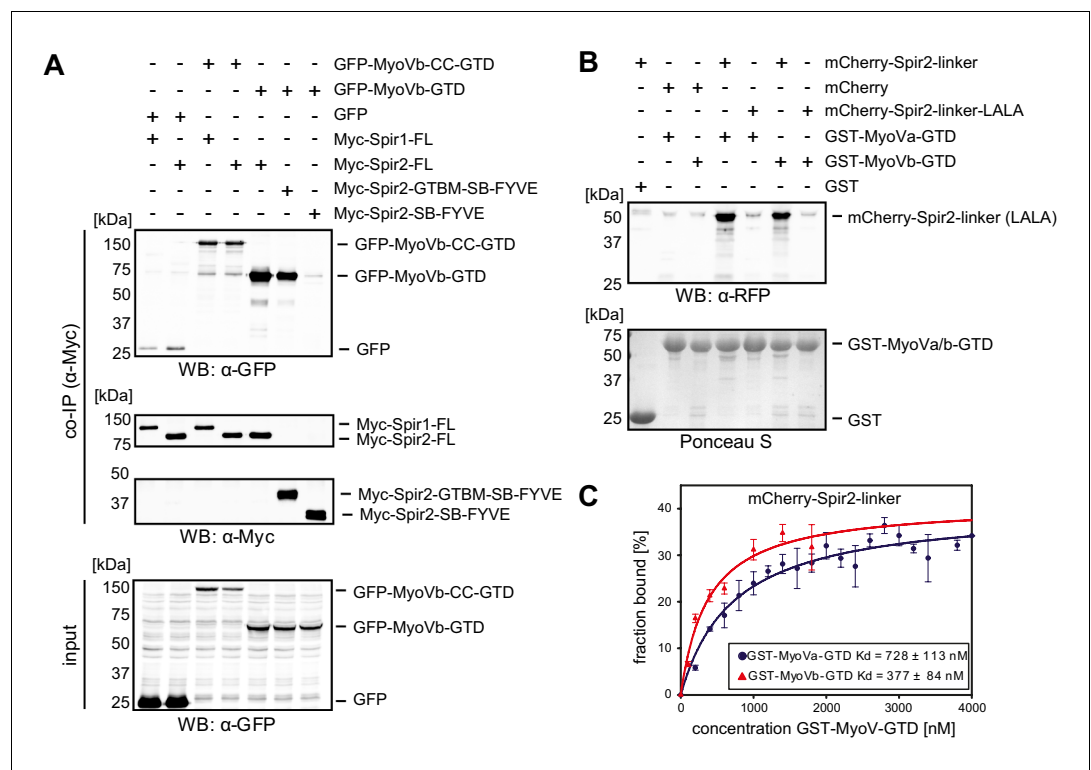 A
- - + + - - - GFP-MyoVb-CC-GTD
- - - - + + + GFP-MyoVb-GTD
+ + - - - - - GFP
+ - + - - - - Myc-Spir1-FL
- + - + + - - Myc-Spir2-FL
- - - - - + - Myc-Spir2-GTBM-SB-FYVE
- - - - - - + Myc-Spir2-SB-FYVE
[kDa]
150
75
50
37
25
GFP-MyoVb-CC-GTD
GFP-MyoVb-GTD
GFP
WB: α-GFP
co-IP (α-Myc)
[kDa]
150
75
Myc-Spir1-FL
Myc-Spir2-FL
50
37
Myc-Spir2-GTBM-SB-FYVE
Myc-Spir2-SB-FYVE
WB: α-Myc
[kDa]
150
75
50
37
25
input
GFP-MyoVb-CC-GTD
GFP-MyoVb-GTD
GFP
WB: α-GFP
B
+ - - + - + - mCherry-Spir2-linker
- + + - - - - mCherry
- - - - + - + mCherry-Spir2-linker-LALA
- + - + + - - GST-MyoVa-GTD
- - + - - + + GST-MyoVb-GTD
+ - - - - - - GST
[kDa]
50
37
25
mCherry-Spir2-linker (LALA)
WB: α-RFP
[kDa]
75
50
37
25
GST-MyoVa/b-GTD
GST
Ponceau S
C
mCherry-Spir2-linker
fraction bound [%]
40
30
20
10
0
GST-MyoVa-GTD Kd = 728 ± 113 nM
GST-MyoVb-GTD Kd = 377 ± 84 nM
0 1000 2000 3000 4000
concentration GST-MyoV-GTD [nM]